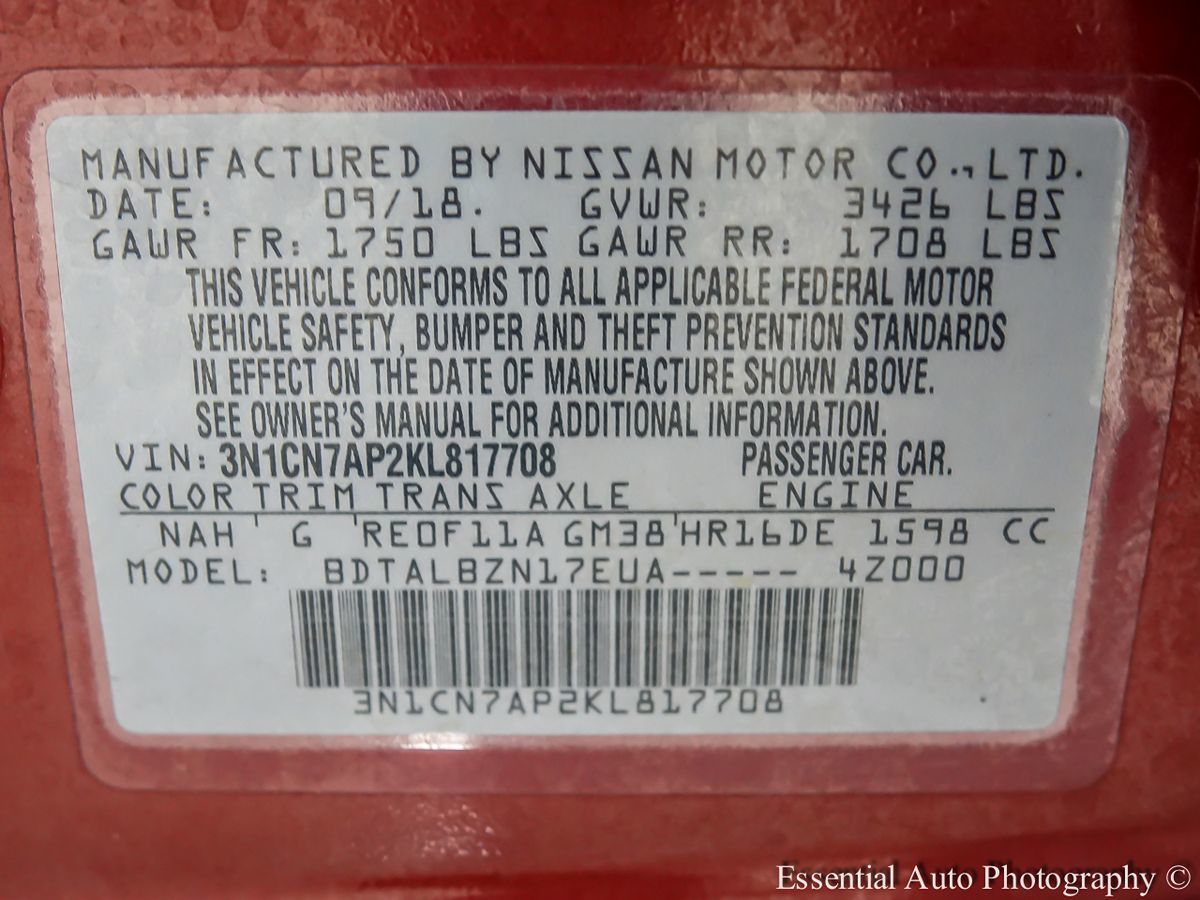 MANUFACTURED BY NISSAN MOTOR CO., LTD.
DATE: 09/18. GVWR: 3426 LBS
GAWR FR: 1750 LBS GAWR RR: 1708 LBS
THIS VEHICLE CONFORMS TO ALL APPLICABLE FEDERAL MOTOR
VEHICLE SAFETY, BUMPER AND THEFT PREVENTION STANDARDS
IN EFFECT ON THE DATE OF MANUFACTURE SHOWN ABOVE.
SEE OWNER'S MANUAL FOR ADDITIONAL INFORMATION.
VIN: 3N1CN7AP2KL817708 PASSENGER CAR.
COLOR TRIM TRANS AXLE ENGINE
NAH ' G 'RE0F11A GM38'HR16DE 1598 CC
MODEL: BDTALBZN17EUA----- 4Z000
3N1CN7AP2KL817708
Essential Auto Photography ©